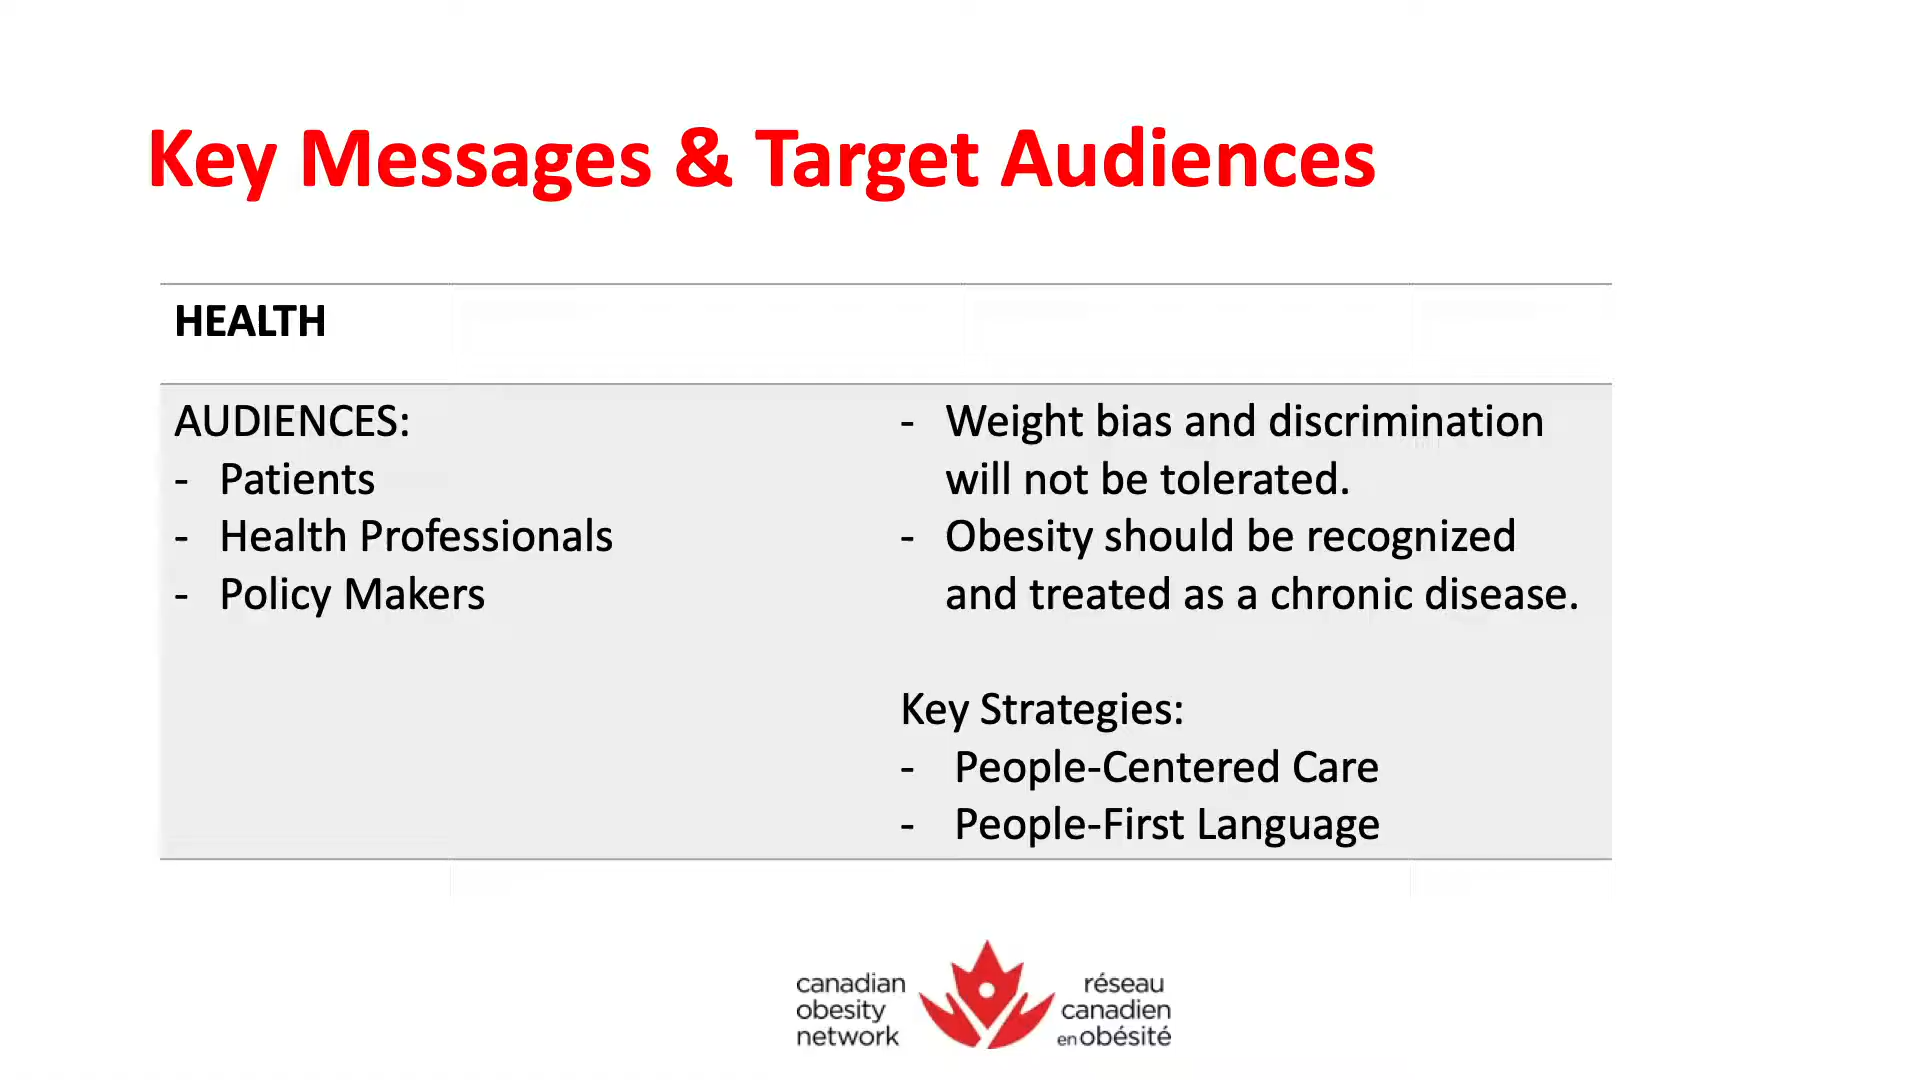 Key Messages & Target Audiences
HEALTH
AUDIENCES:
- Patients
- Health Professionals
- Policy Makers
- Weight bias and discrimination
will not be tolerated.
- Obesity should be recognized
and treated as a chronic disease.
Key Strategies:
- People-Centered Care
- People-First Language
canadian
obesity
network
réseau
canadien
en obésité